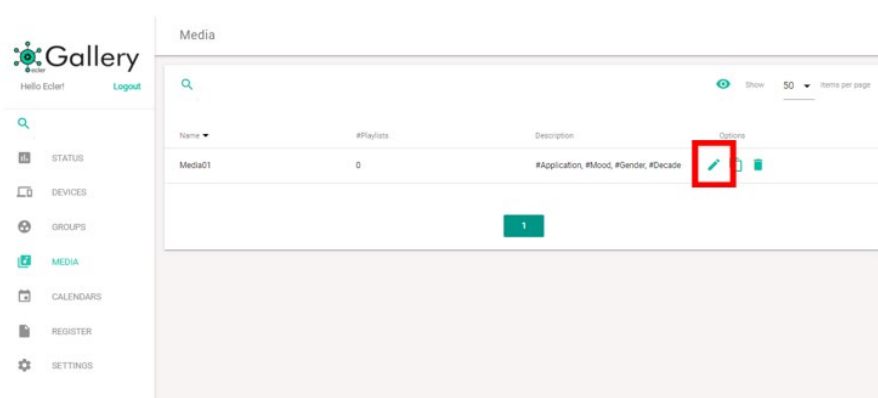 Gallery
ecler
Hello Ecler! Logout
STATUS
DEVICES
GROUPS
MEDIA
CALENDARS
REGISTER
SETTINGS
Media
Show 50 Items per page
Name #Playlists Description Options
Media01 0 #Application, #Mood, #Gender, #Decade
1